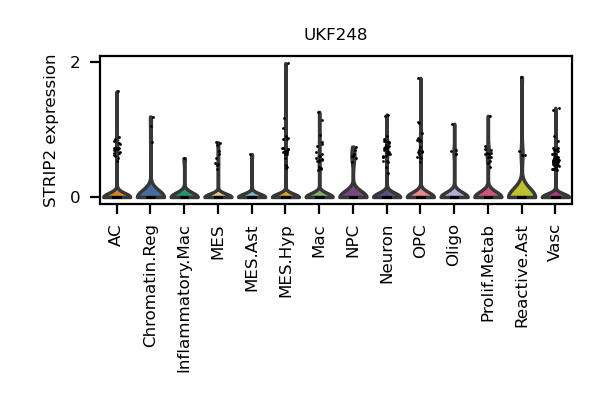 UKF248
STRIP2 expression
2
0
AC
Chromatin.Reg
Inflammatory.Mac
MES
MES.Ast
MES.Hyp
Mac
NPC
Neuron
OPC
Oligo
Prolif.Metab
Reactive.Ast
Vasc